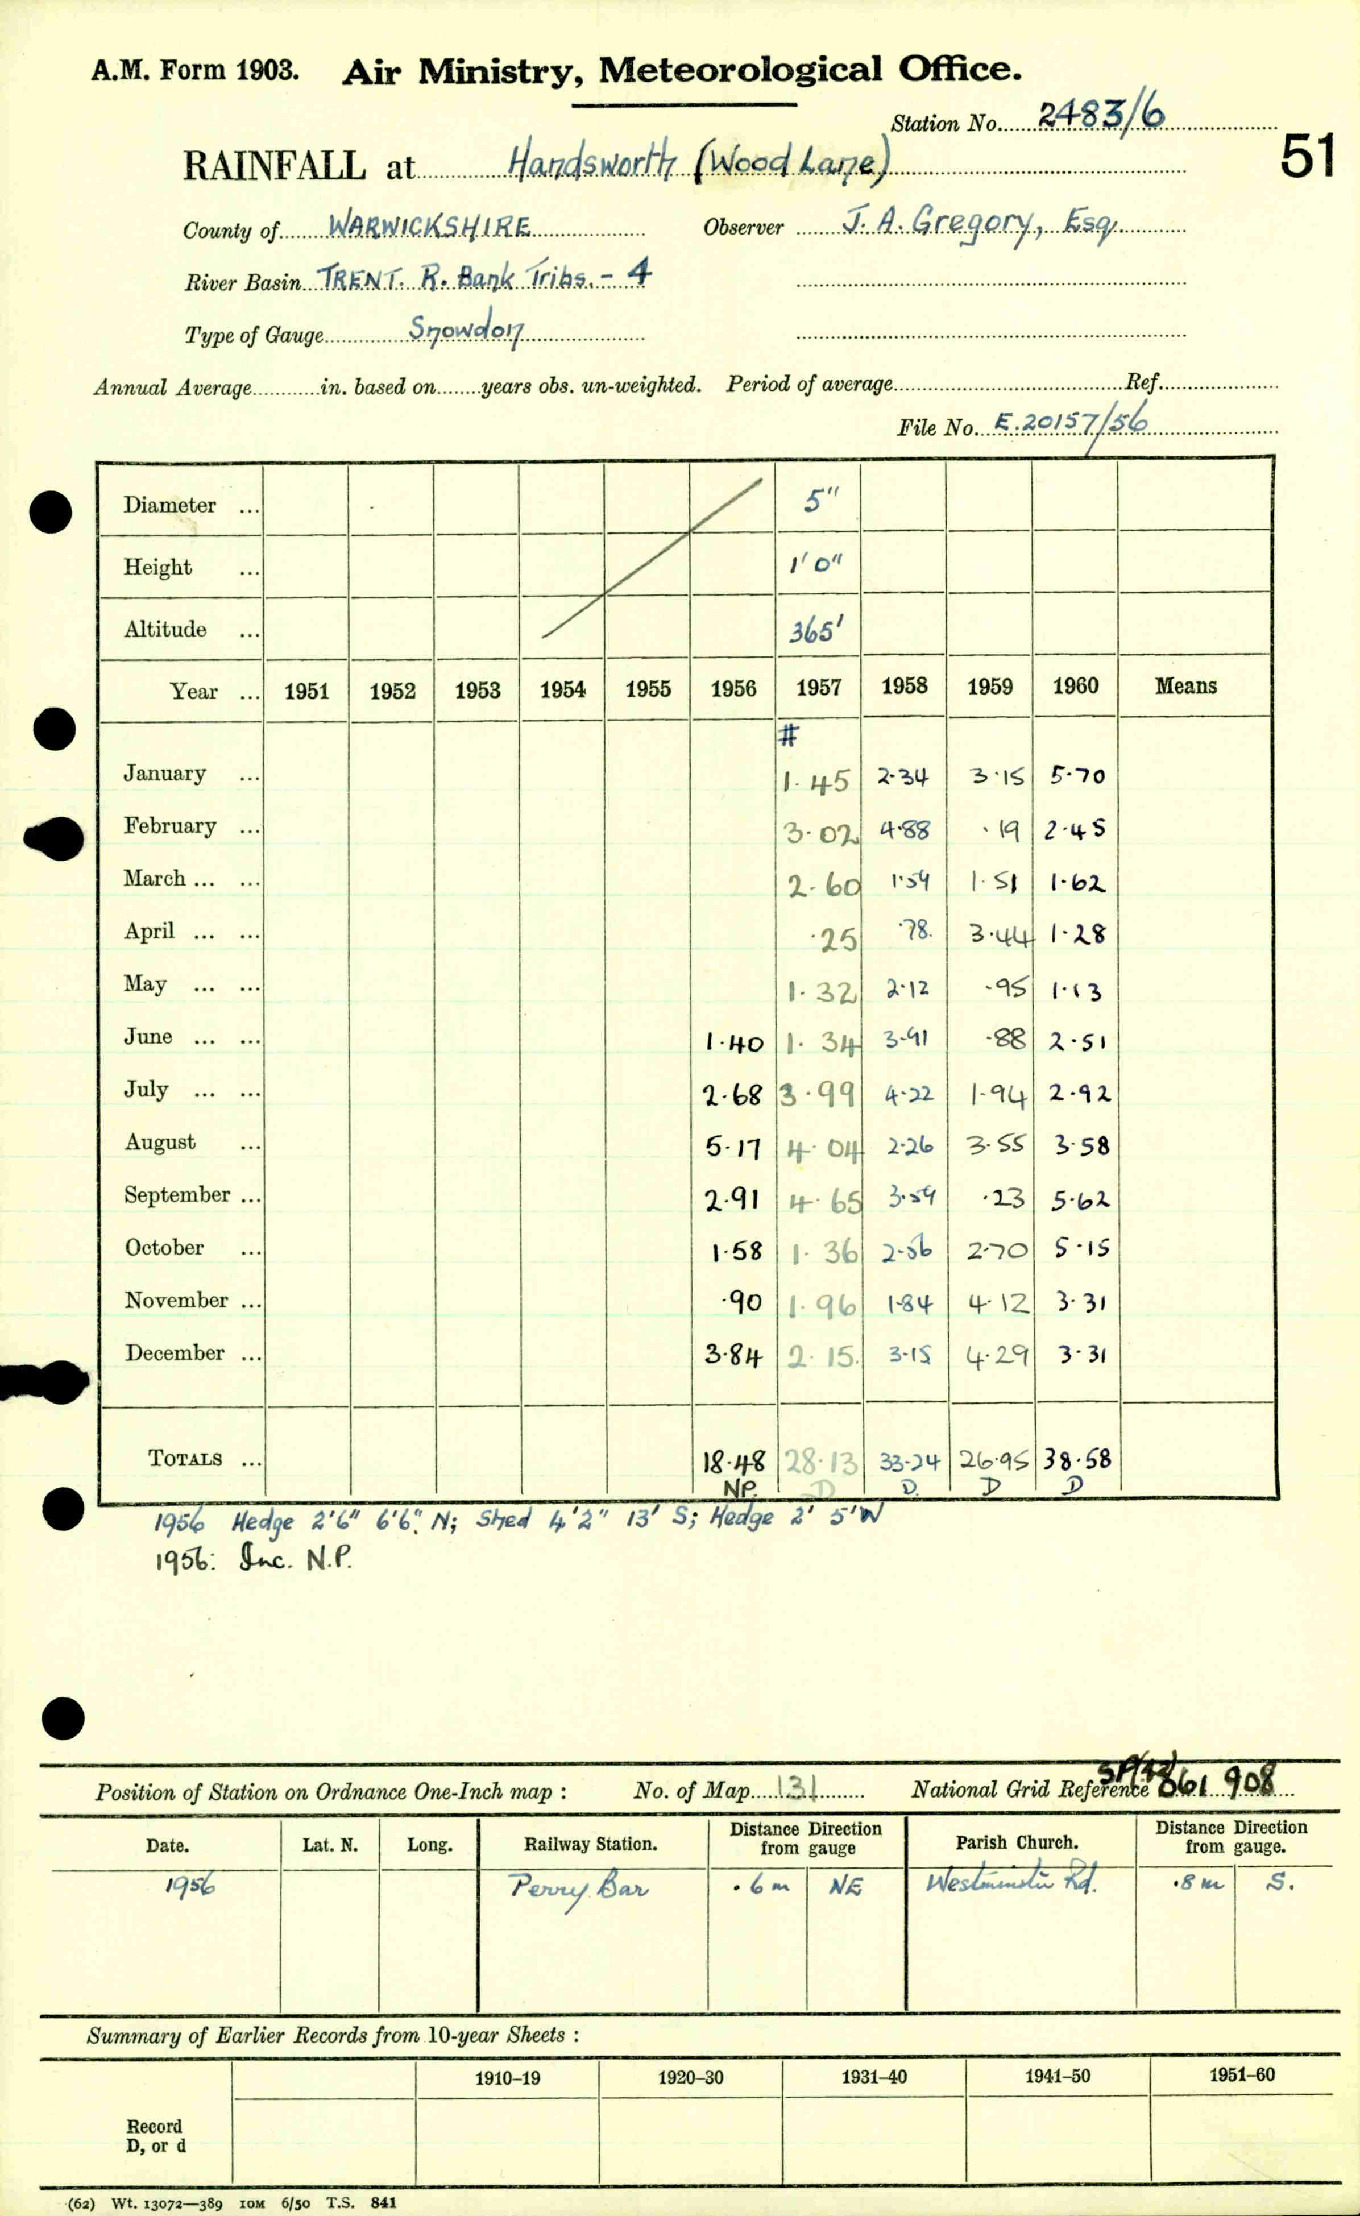 A.M. Form 1903. Air Ministry, Meteorological Office.
Station No. 2483/6
51
RAINFALL at Handsworth (Wood Lane)
County of WARWICKSHIRE Observer J. A. Gregory, Esq.
River Basin TRENT. R. Bank Tribs. - 4
Type of Gauge Snowdon
Annual Average in. based on years obs. un-weighted. Period of average Ref.
File No. E.20157/56
Diameter ... 5"
Height ... 1' 0"
Altitude ... 365'
Year ... 1951 1952 1953 1954 1955 1956 1957 1958 1959 1960 Means
#
January ... 1.45 2.34 3.15 5.70
February ... 3.02 4.88 .19 2.45
March ... ... 2.60 1.59 1.51 1.62
April ... ... .25 .78 3.44 1.28
May ... ... 1.32 2.12 .95 1.13
June ... ... 1.40 1.34 3.91 .88 2.51
July ... ... 2.68 3.99 4.22 1.94 2.92
August ... 5.17 4.04 2.26 3.55 3.58
September ... 2.91 4.65 3.59 .23 5.62
October ... 1.58 1.36 2.56 2.70 5.15
November ... .90 1.96 1.84 4.12 3.31
December ... 3.84 2.15 3.15 4.29 3.31
TOTALS ... 18.48 28.13 33.24 26.95 38.58
NP. D D. D D
1956 Hedge 2'6" 6'6" N; Shed 4'2" 13' S; Hedge 2' 5'W
1956: Inc. N.P.
Position of Station on Ordnance One-Inch map : No. of Map 131 National Grid Reference 061 908
Date. Lat. N. Long. Railway Station. Distance from gauge Direction Parish Church. Distance from gauge. Direction
1956 Perry Bar .6 m NE Westminster Rd. .8 m S.
Summary of Earlier Records from 10-year Sheets :
1910–19 1920–30 1931–40 1941–50 1951–60
Record
D, or d
(62) Wt. 13072—389 10M 6/50 T.S. 841